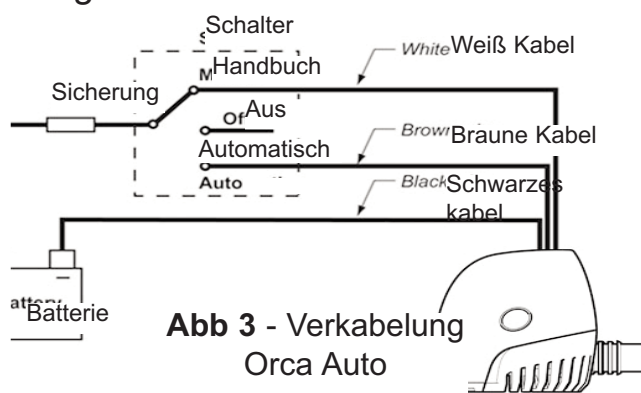 Schalter
Handbuch
White Weiß Kabel
Sicherung
Of Aus
Brown Braune Kabel
Automatisch
Auto
Black Schwarzes
kabel
Batterie
Abb 3 - Verkabelung
Orca Auto